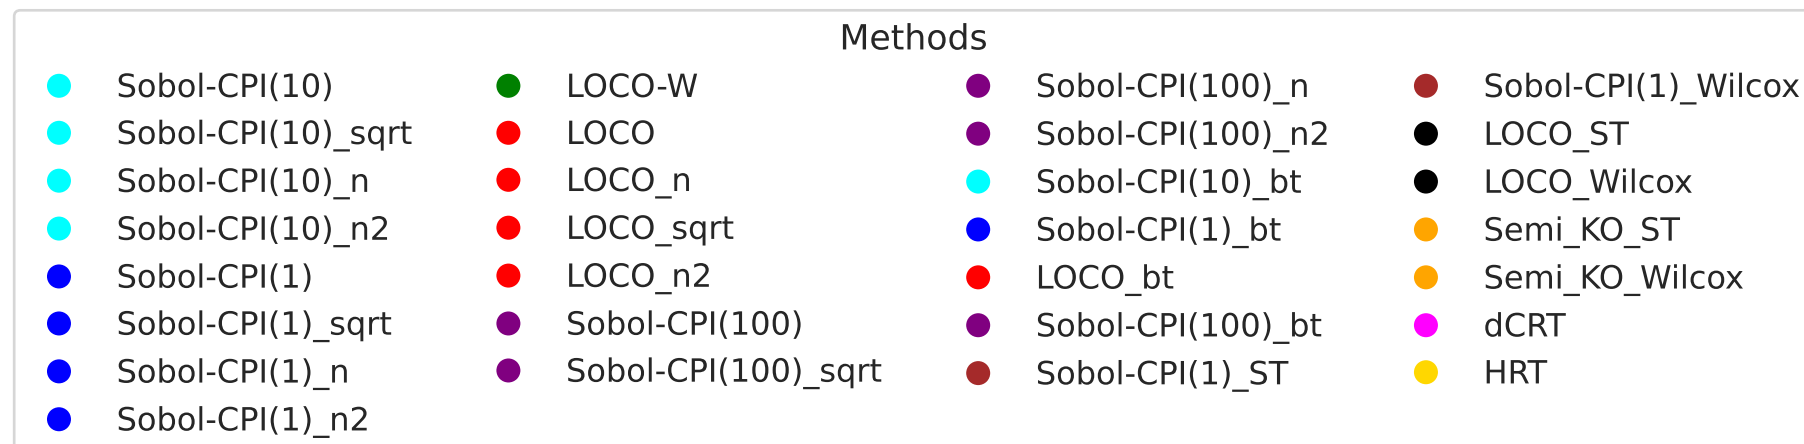 Methods
Sobol-CPI(10)
Sobol-CPI(10)_sqrt
Sobol-CPI(10)_n
Sobol-CPI(10)_n2
Sobol-CPI(1)
Sobol-CPI(1)_sqrt
Sobol-CPI(1)_n
Sobol-CPI(1)_n2
LOCO-W
LOCO
LOCO_n
LOCO_sqrt
LOCO_n2
Sobol-CPI(100)
Sobol-CPI(100)_sqrt
Sobol-CPI(100)_n
Sobol-CPI(100)_n2
Sobol-CPI(10)_bt
Sobol-CPI(1)_bt
LOCO_bt
Sobol-CPI(100)_bt
Sobol-CPI(1)_ST
Sobol-CPI(1)_Wilcox
LOCO_ST
LOCO_Wilcox
Semi_KO_ST
Semi_KO_Wilcox
dCRT
HRT